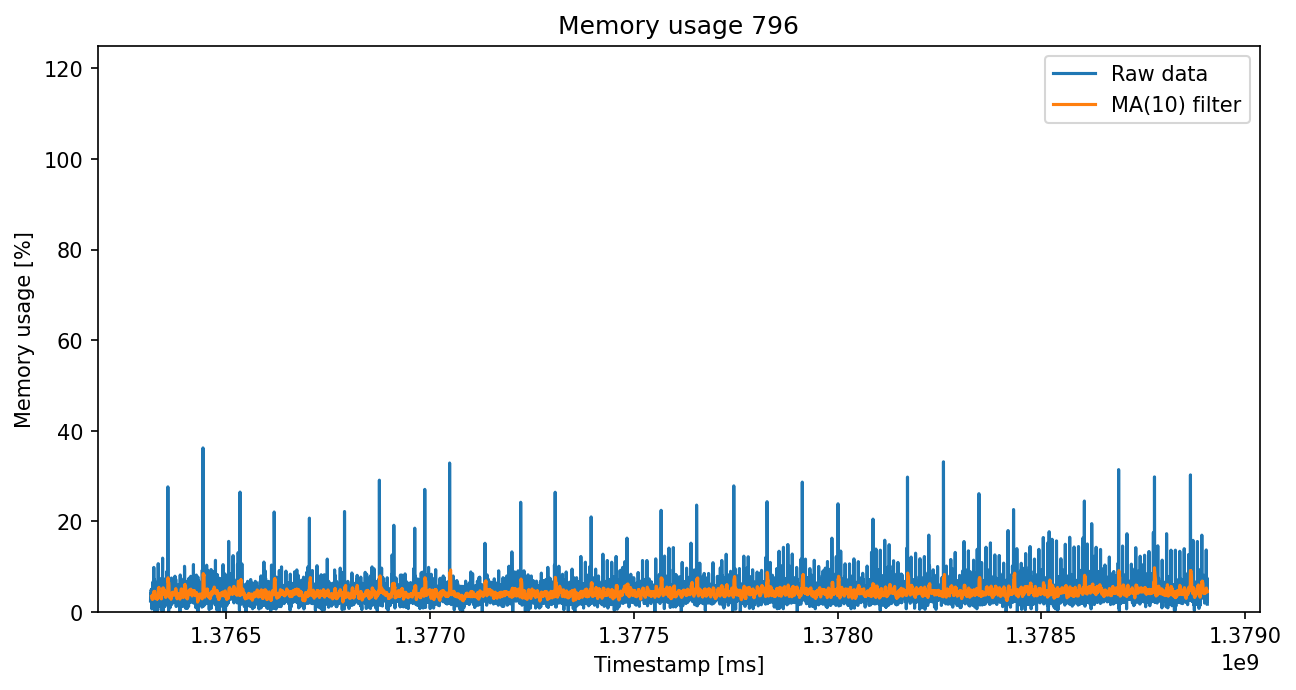 Memory usage 796
Raw data
MA(10) filter
Memory usage [%]
120
100
80
60
40
20
0
1.3765 1.3770 1.3775 1.3780 1.3785 1.3790
1e9
Timestamp [ms]